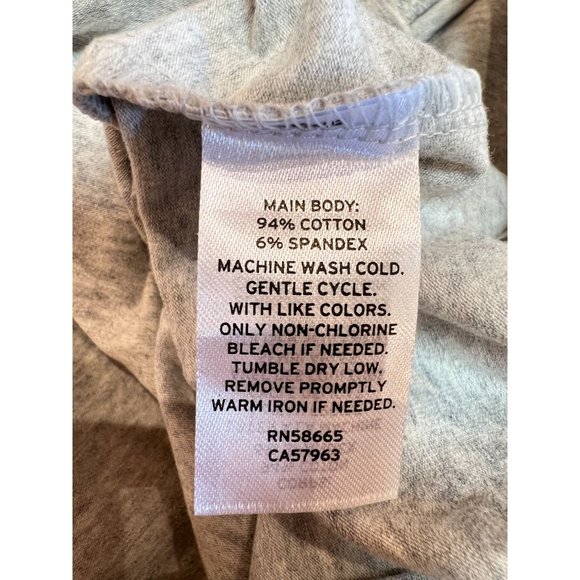 MAIN BODY:
94% COTTON
6% SPANDEX
MACHINE WASH COLD.
GENTLE CYCLE.
WITH LIKE COLORS.
ONLY NON-CHLORINE
BLEACH IF NEEDED.
TUMBLE DRY LOW.
REMOVE PROMPTLY
WARM IRON IF NEEDED.
RN58665
CA57963